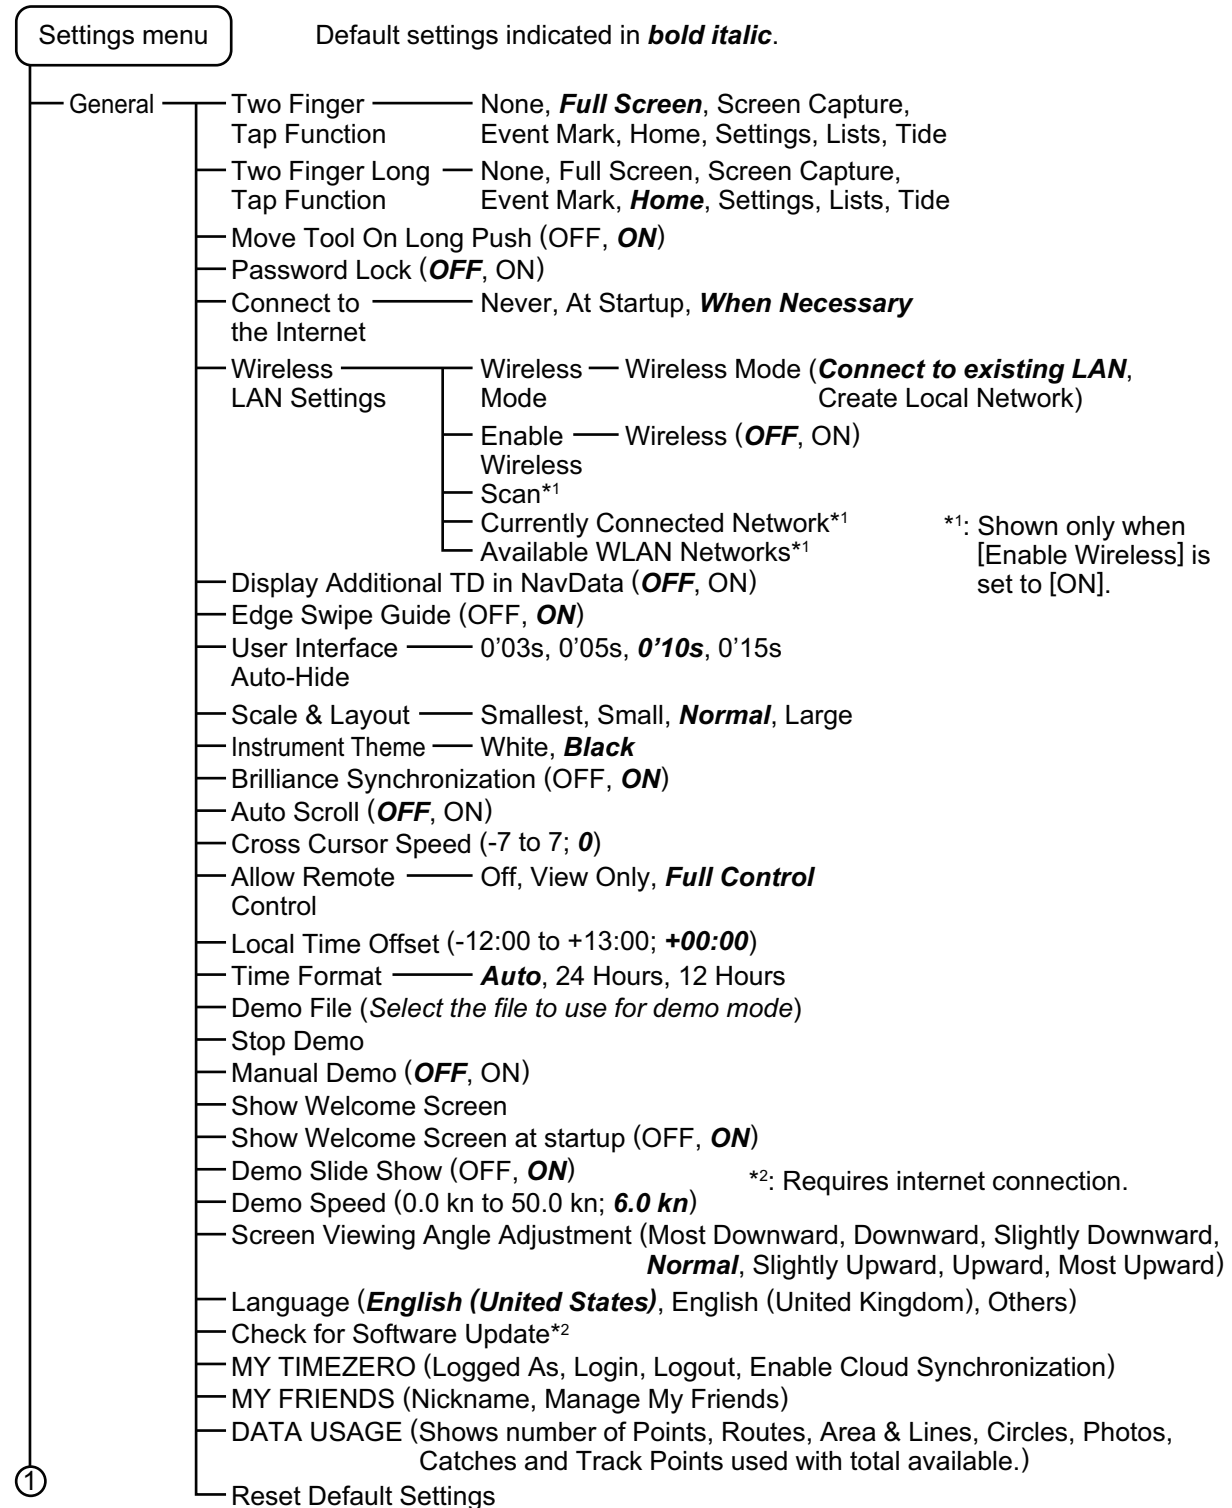 Settings menu
Default settings indicated in bold italic.
General
Two Finger
Tap Function
None, Full Screen, Screen Capture,
Event Mark, Home, Settings, Lists, Tide
Two Finger Long
Tap Function
None, Full Screen, Screen Capture,
Event Mark, Home, Settings, Lists, Tide
Move Tool On Long Push (OFF, ON)
Password Lock (OFF, ON)
Connect to
the Internet
Never, At Startup, When Necessary
Wireless
LAN Settings
Wireless
Mode
Wireless Mode (Connect to existing LAN,
Create Local Network)
Enable
Wireless
Wireless (OFF, ON)
Scan*1
Currently Connected Network*1
Available WLAN Networks*1
*1: Shown only when
[Enable Wireless] is
set to [ON].
Display Additional TD in NavData (OFF, ON)
Edge Swipe Guide (OFF, ON)
User Interface
Auto-Hide
0’03s, 0’05s, 0’10s, 0’15s
Scale & Layout
Smallest, Small, Normal, Large
Instrument Theme
White, Black
Brilliance Synchronization (OFF, ON)
Auto Scroll (OFF, ON)
Cross Cursor Speed (-7 to 7; 0)
Allow Remote
Control
Off, View Only, Full Control
Local Time Offset (-12:00 to +13:00; +00:00)
Time Format
Auto, 24 Hours, 12 Hours
Demo File (Select the file to use for demo mode)
Stop Demo
Manual Demo (OFF, ON)
Show Welcome Screen
Show Welcome Screen at startup (OFF, ON)
Demo Slide Show (OFF, ON)
*2: Requires internet connection.
Demo Speed (0.0 kn to 50.0 kn; 6.0 kn)
Screen Viewing Angle Adjustment (Most Downward, Downward, Slightly Downward,
Normal, Slightly Upward, Upward, Most Upward)
Language (English (United States), English (United Kingdom), Others)
Check for Software Update*2
MY TIMEZERO (Logged As, Login, Logout, Enable Cloud Synchronization)
MY FRIENDS (Nickname, Manage My Friends)
DATA USAGE (Shows number of Points, Routes, Area & Lines, Circles, Photos,
Catches and Track Points used with total available.)
1
Reset Default Settings